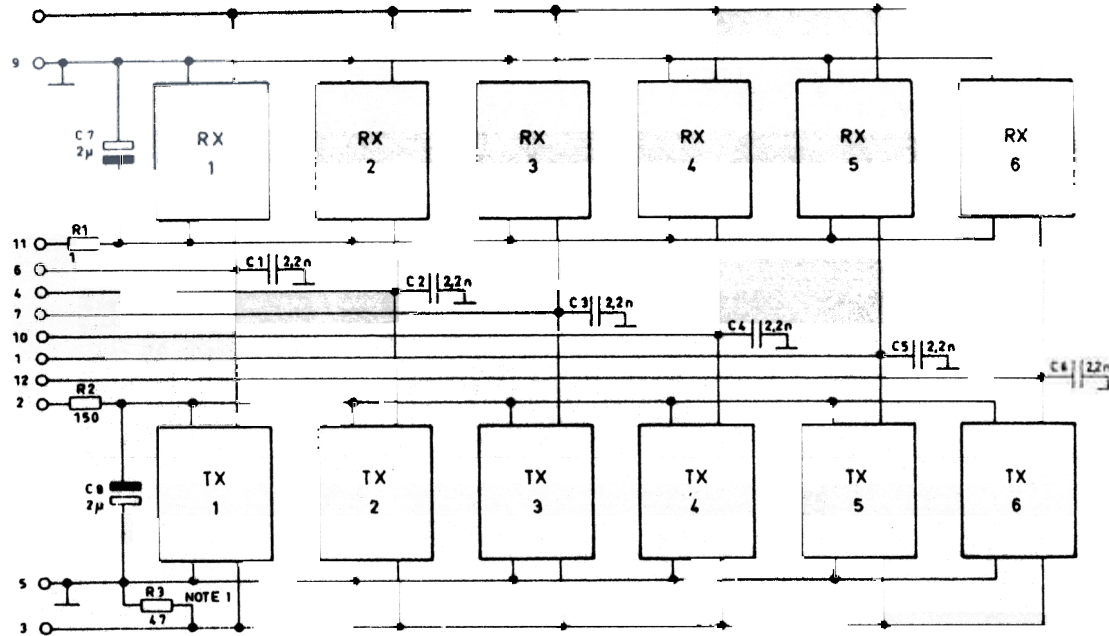 9
C7
2µ
RX
1
RX
2
RX
3
RX
4
RX
5
RX
6
R1
11
1
6
C1 2,2n
4
C2 2,2n
7
C3 2,2n
10
C4 2,2n
1
C5 2,2n
12
C6 2,2n
R2
2
150
C8
2µ
TX
1
TX
2
TX
3
TX
4
TX
5
TX
6
5
R3
NOTE 1
47
3